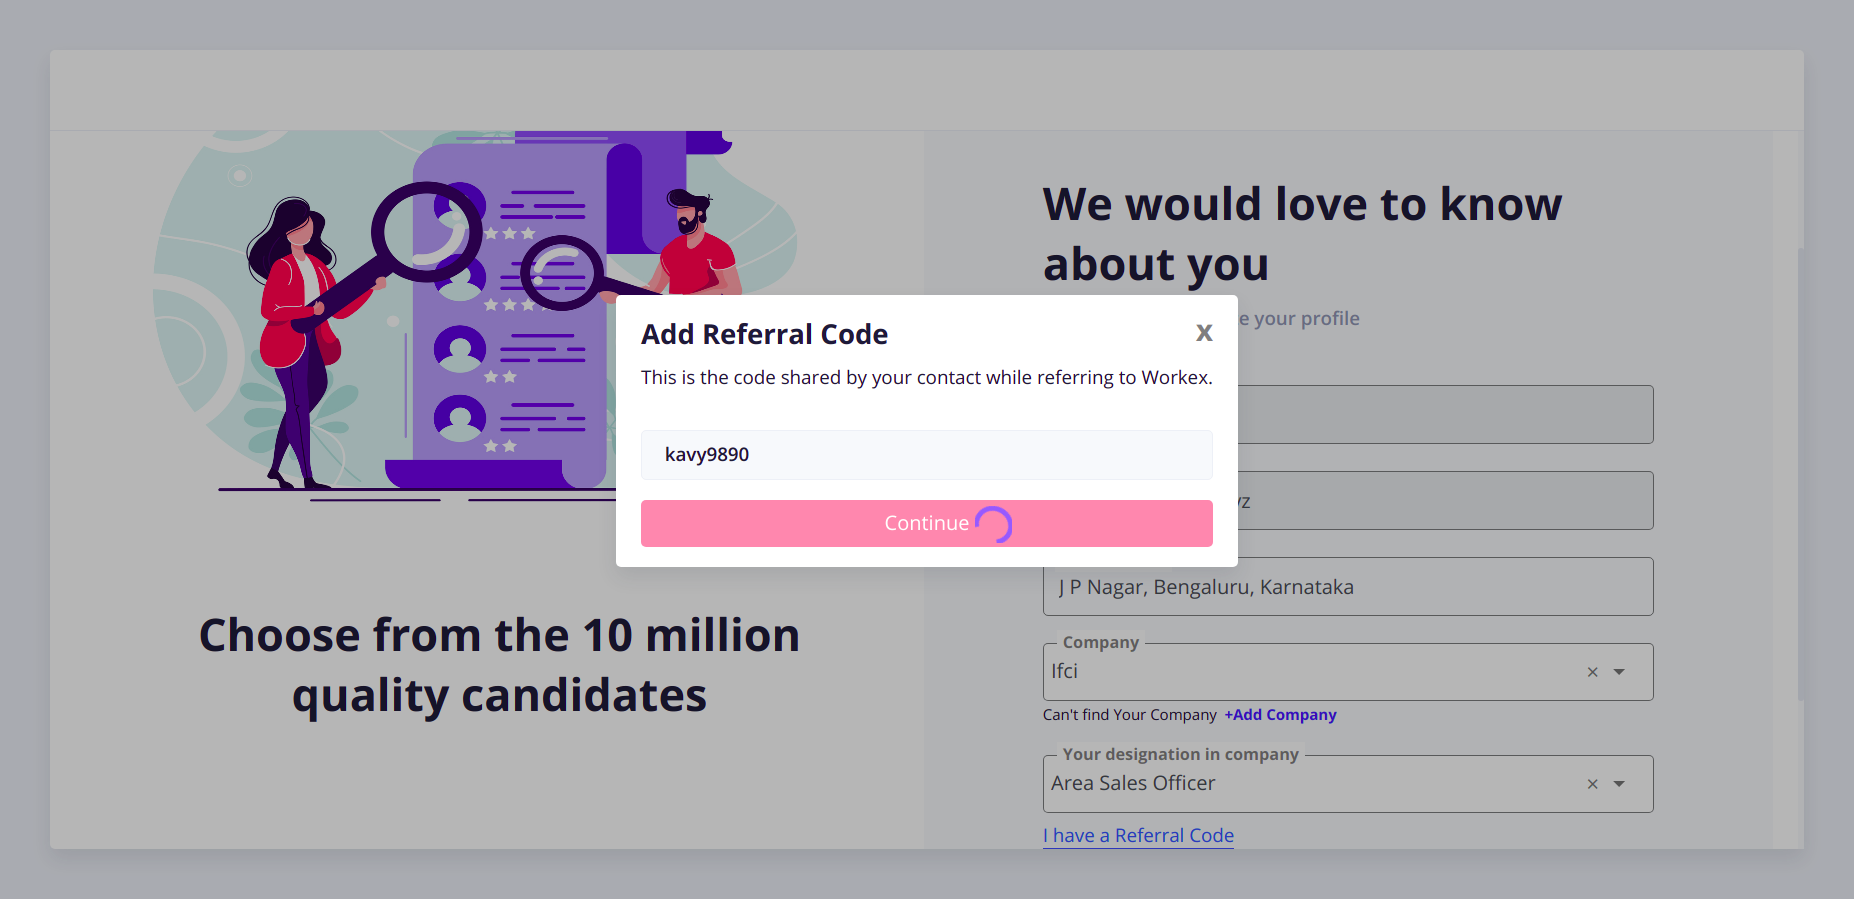 We would love to know
about you
your profile
Add Referral Code
X
This is the code shared by your contact while referring to Workex.
kavy9890
Continue
J P Nagar, Bengaluru, Karnataka
Company
Ifci
Can't find Your Company +Add Company
Your designation in company
Area Sales Officer
I have a Referral Code
Choose from the 10 million
quality candidates